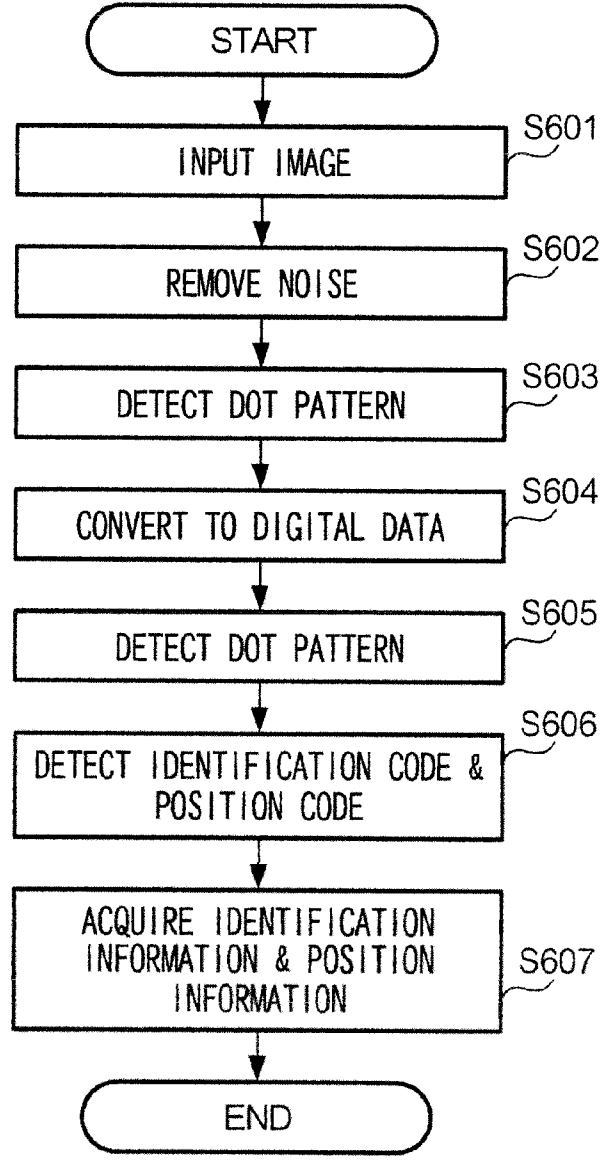 START
S601
INPUT IMAGE
S602
REMOVE NOISE
S603
DETECT DOT PATTERN
S604
CONVERT TO DIGITAL DATA
S605
DETECT DOT PATTERN
S606
DETECT IDENTIFICATION CODE &
POSITION CODE
ACQUIRE IDENTIFICATION
INFORMATION & POSITION
S607
INFORMATION
END